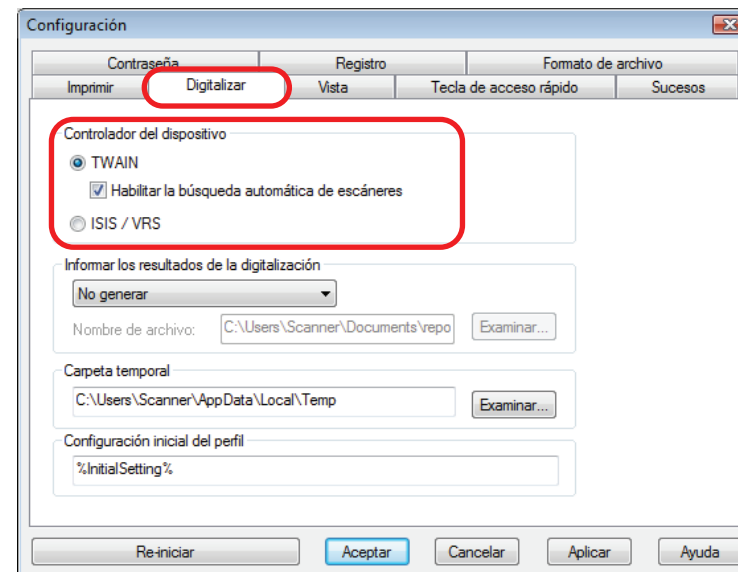 Configuración
Contraseña Registro Formato de archivo
Imprimir Digitalizar Vista Tecla de acceso rápido Sucesos
Controlador del dispositivo
TWAIN
Habilitar la búsqueda automática de escáneres
ISIS / VRS
Informar los resultados de la digitalización
No generar
Nombre de archivo: C:\Users\Scanner\Documents\repo Examinar...
Carpeta temporal
C:\Users\Scanner\AppData\Local\Temp Examinar...
Configuración inicial del perfil
%InitialSetting%
Re-iniciar Aceptar Cancelar Aplicar Ayuda